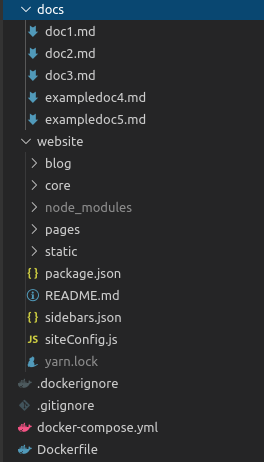 docs
doc1.md
doc2.md
doc3.md
exampledoc4.md
exampledoc5.md
website
blog
core
node_modules
pages
static
{} package.json
README.md
{} sidebars.json
JS siteConfig.js
yarn.lock
.dockerignore
.gitignore
docker-compose.yml
Dockerfile